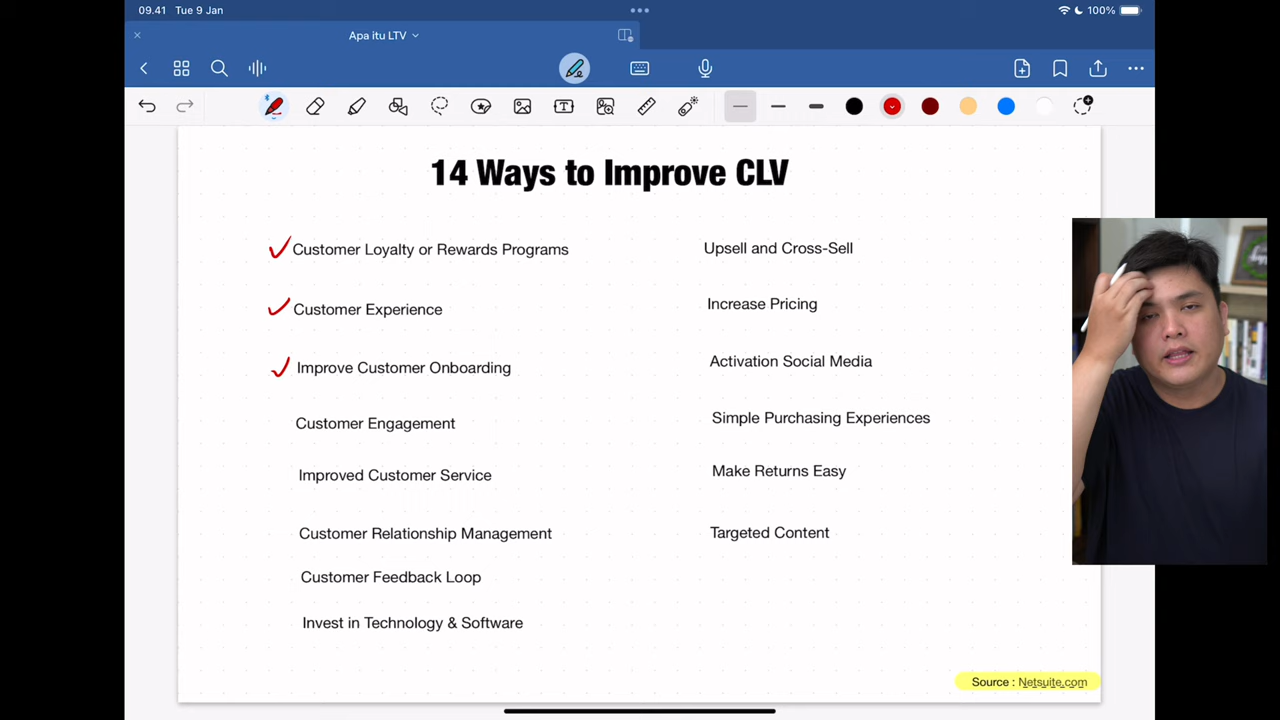 09.41 Tue 9 Jan
100%
Apa itu LTV
14 Ways to Improve CLV
Customer Loyalty or Rewards Programs
Customer Experience
Improve Customer Onboarding
Customer Engagement
Improved Customer Service
Customer Relationship Management
Customer Feedback Loop
Invest in Technology & Software
Upsell and Cross-Sell
Increase Pricing
Activation Social Media
Simple Purchasing Experiences
Make Returns Easy
Targeted Content
Source : Netsuite.com